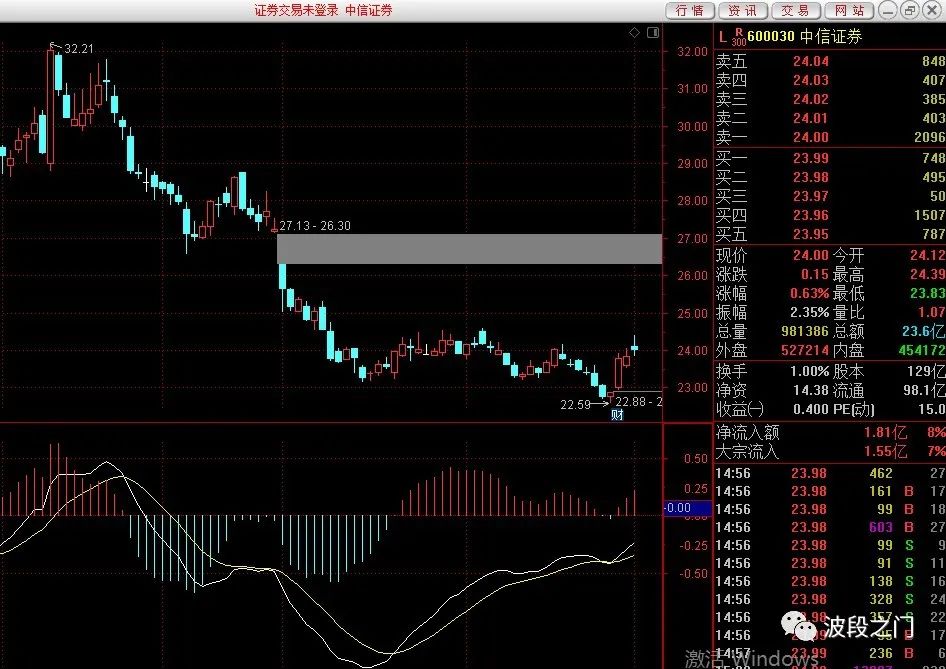 证券交易未登录 中信证券
行情 资讯 交易 网站
L R 300 600030 中信证券
卖五 24.04 848
卖四 24.03 407
卖三 24.02 385
卖二 24.01 403
卖一 24.00 2096
买一 23.99 748
买二 23.98 495
买三 23.97 50
买四 23.96 1507
买五 23.95 787
现价 24.00 今开 24.12
涨跌 0.15 最高 24.39
涨幅 0.63% 最低 23.83
振幅 2.35% 量比 1.07
总量 981386 总额 23.6亿
外盘 527214 内盘 454172
换手 1.00% 股本 129亿
净资 14.38 流通 98.1亿
收益㈠ 0.400 PE(动) 15.0
净流入额 1.81亿 8%
大宗流入 1.55亿 7%
14:56 23.98 462 27
14:56 23.98 161 B 17
14:56 23.98 99 B 18
14:56 23.98 603 B 27
14:56 23.98 99 S 9
14:56 23.98 91 S 11
14:56 23.98 138 S 16
14:56 23.98 328 S 24
14:56 23.98 357 S 22
14:56 B 17
14:57 23.99 236 B 6
32.21
27.13 - 26.30
22.59
22.88 - 2
财
32.00
31.00
30.00
29.00
28.00
27.00
26.00
25.00
24.00
23.00
0.50
0.25
-0.00
-0.25
-0.50
波段之门
激活 Windows